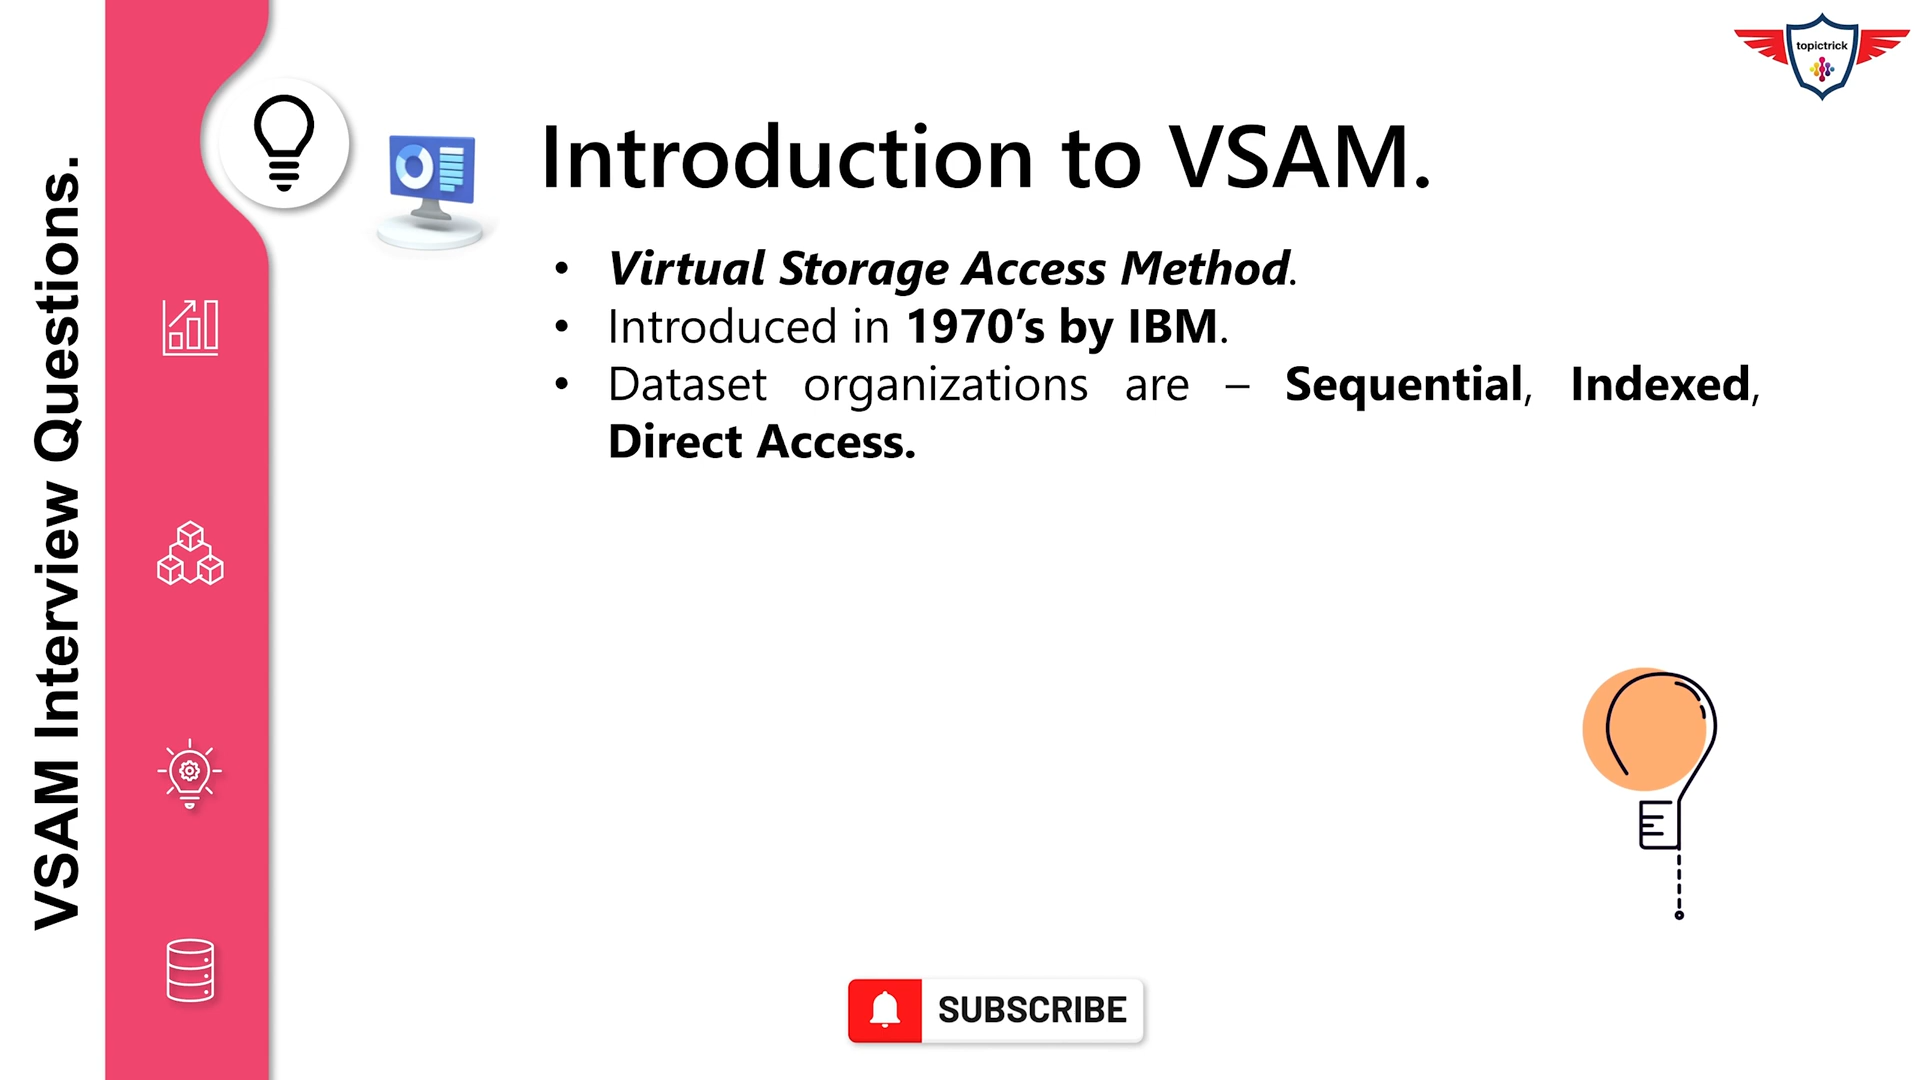 VSAM Interview Questions.
topictrick
Introduction to VSAM.
• Virtual Storage Access Method.
• Introduced in 1970’s by IBM.
• Dataset organizations are – Sequential, Indexed,
Direct Access.
SUBSCRIBE